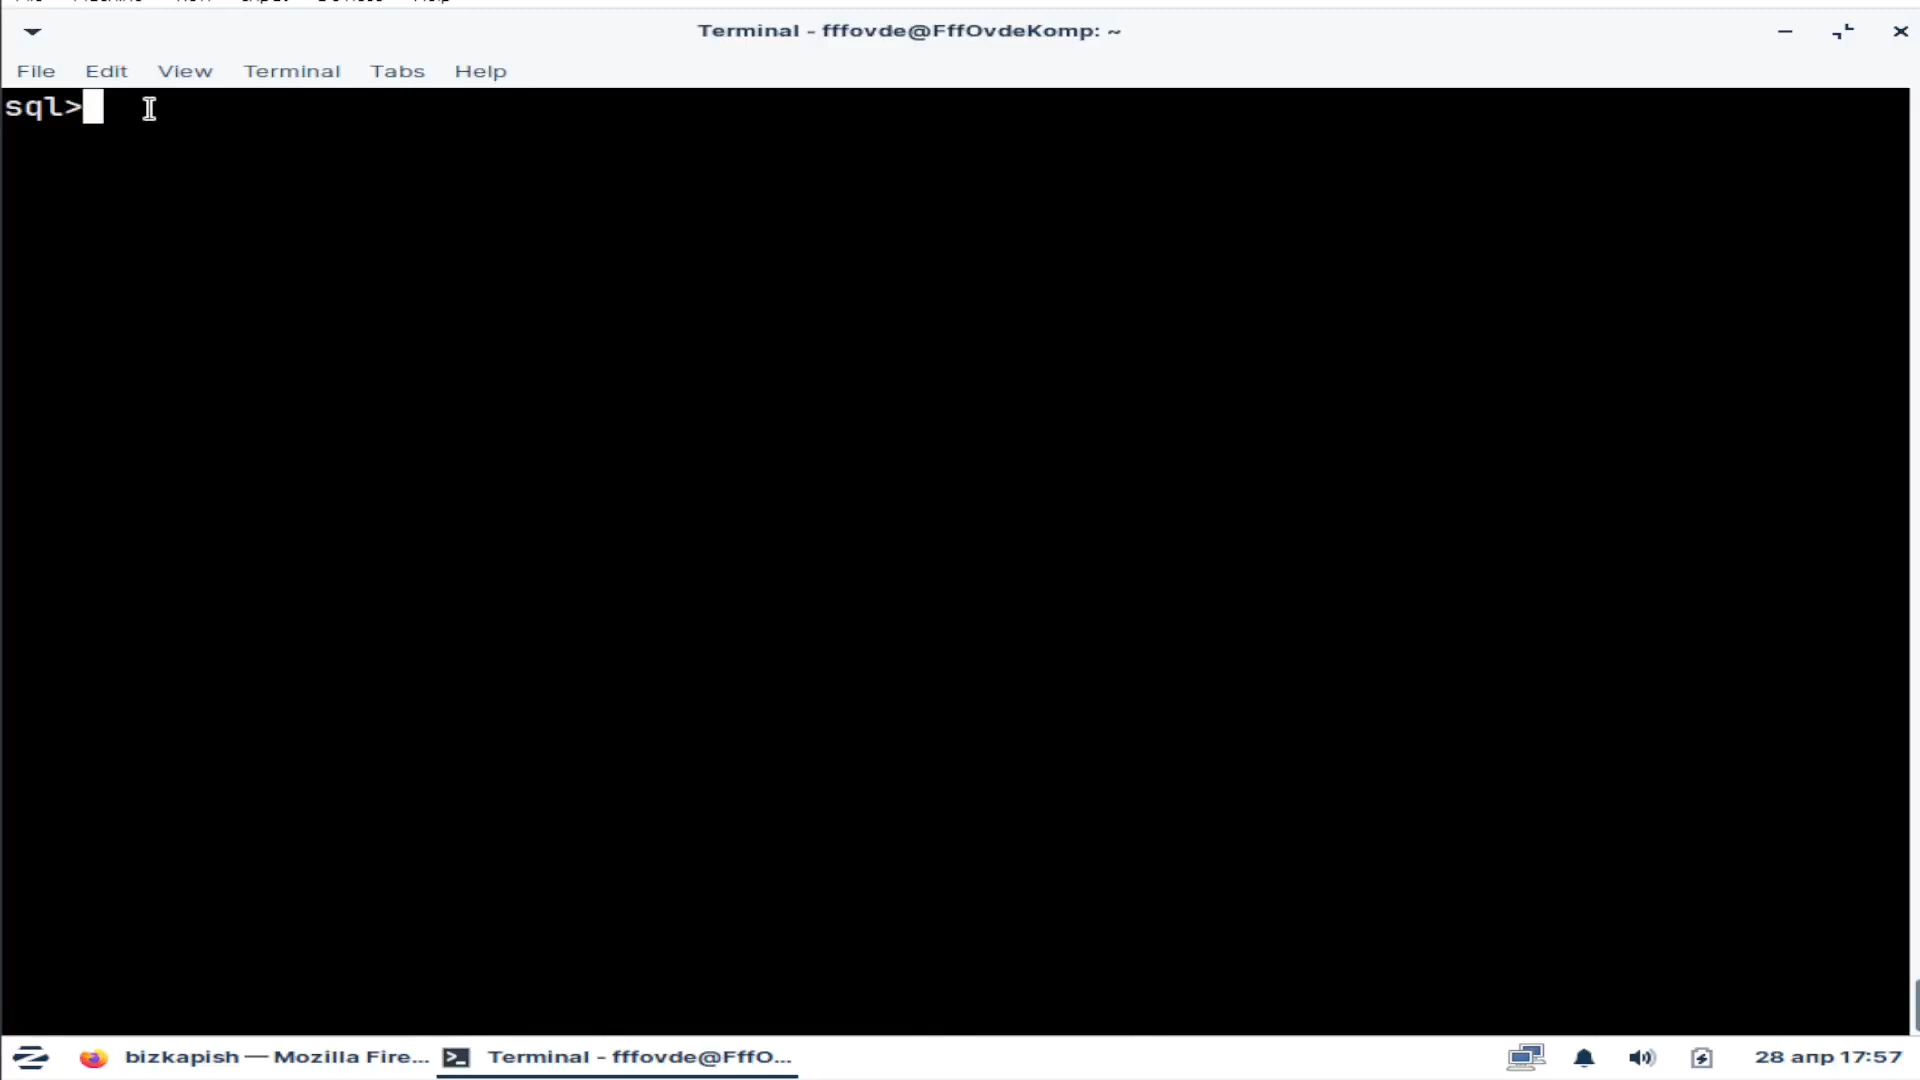 Terminal - fffovde@FffOvdeKomp: ~
File Edit View Terminal Tabs Help
sql>
bizkapish — Mozilla Fire... Terminal - fffovde@FffO... 28 апр 17:57